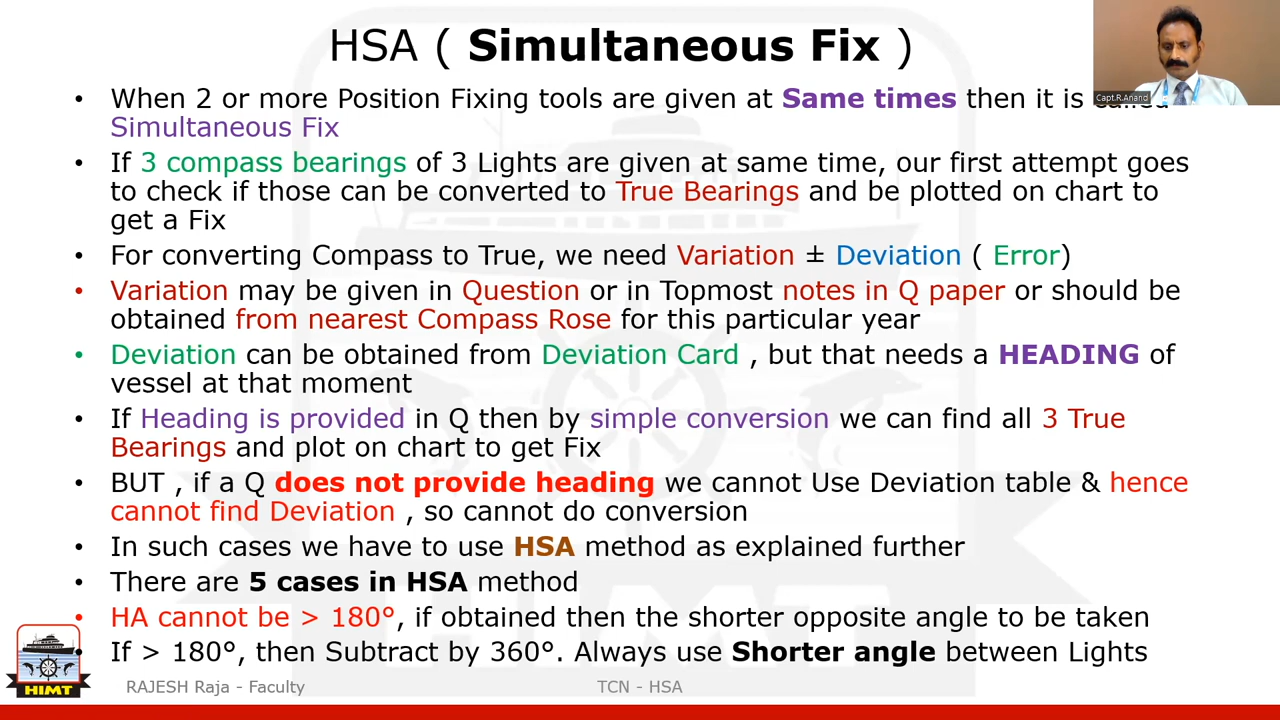 HSA ( Simultaneous Fix )
• When 2 or more Position Fixing tools are given at Same times then it is called
Simultaneous Fix
• If 3 compass bearings of 3 Lights are given at same time, our first attempt goes
to check if those can be converted to True Bearings and be plotted on chart to
get a Fix
• For converting Compass to True, we need Variation ± Deviation ( Error)
• Variation may be given in Question or in Topmost notes in Q paper or should be
obtained from nearest Compass Rose for this particular year
• Deviation can be obtained from Deviation Card , but that needs a HEADING of
vessel at that moment
• If Heading is provided in Q then by simple conversion we can find all 3 True
Bearings and plot on chart to get Fix
• BUT , if a Q does not provide heading we cannot Use Deviation table & hence
cannot find Deviation , so cannot do conversion
• In such cases we have to use HSA method as explained further
• There are 5 cases in HSA method
• HA cannot be > 180°, if obtained then the shorter opposite angle to be taken
• If > 180°, then Subtract by 360°. Always use Shorter angle between Lights
RAJESH Raja - Faculty
TCN - HSA
HIMT
Capt.R.Anand
HIMT